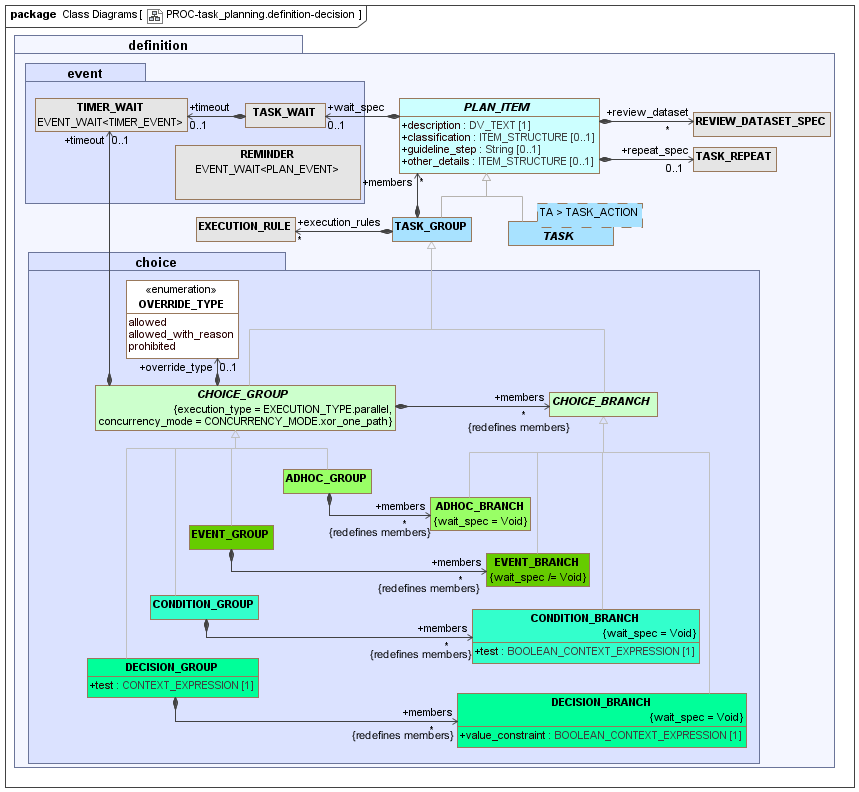 package Class Diagrams [ PROC-task_planning.definition-decision ]
definition
event
TIMER_WAIT
EVENT_WAIT<TIMER_EVENT>
+timeout
0..1
TASK_WAIT
+wait_spec
0..1
PLAN_ITEM
+description : DV_TEXT [1]
+classification : ITEM_STRUCTURE [0..1]
+guideline_step : String [0..1]
+other_details : ITEM_STRUCTURE [0..1]
+review_dataset
*
REVIEW_DATASET_SPEC
+repeat_spec
0..1
TASK_REPEAT
+timeout
0..1
REMINDER
EVENT_WAIT<PLAN_EVENT>
+members
*
EXECUTION_RULE
+execution_rules
*
TASK_GROUP
TA > TASK_ACTION
TASK
choice
«enumeration»
OVERRIDE_TYPE
allowed
allowed_with_reason
prohibited
+override_type
0..1
CHOICE_GROUP
{execution_type = EXECUTION_TYPE.parallel,
concurrency_mode = CONCURRENCY_MODE.xor_one_path}
+members
*
{redefines members}
CHOICE_BRANCH
ADHOC_GROUP
+members
*
{redefines members}
ADHOC_BRANCH
{wait_spec = Void}
EVENT_GROUP
+members
*
{redefines members}
EVENT_BRANCH
{wait_spec /= Void}
CONDITION_GROUP
+members
*
{redefines members}
CONDITION_BRANCH
{wait_spec = Void}
+test : BOOLEAN_CONTEXT_EXPRESSION [1]
DECISION_GROUP
+test : CONTEXT_EXPRESSION [1]
+members
*
{redefines members}
DECISION_BRANCH
{wait_spec = Void}
+value_constraint : BOOLEAN_CONTEXT_EXPRESSION [1]